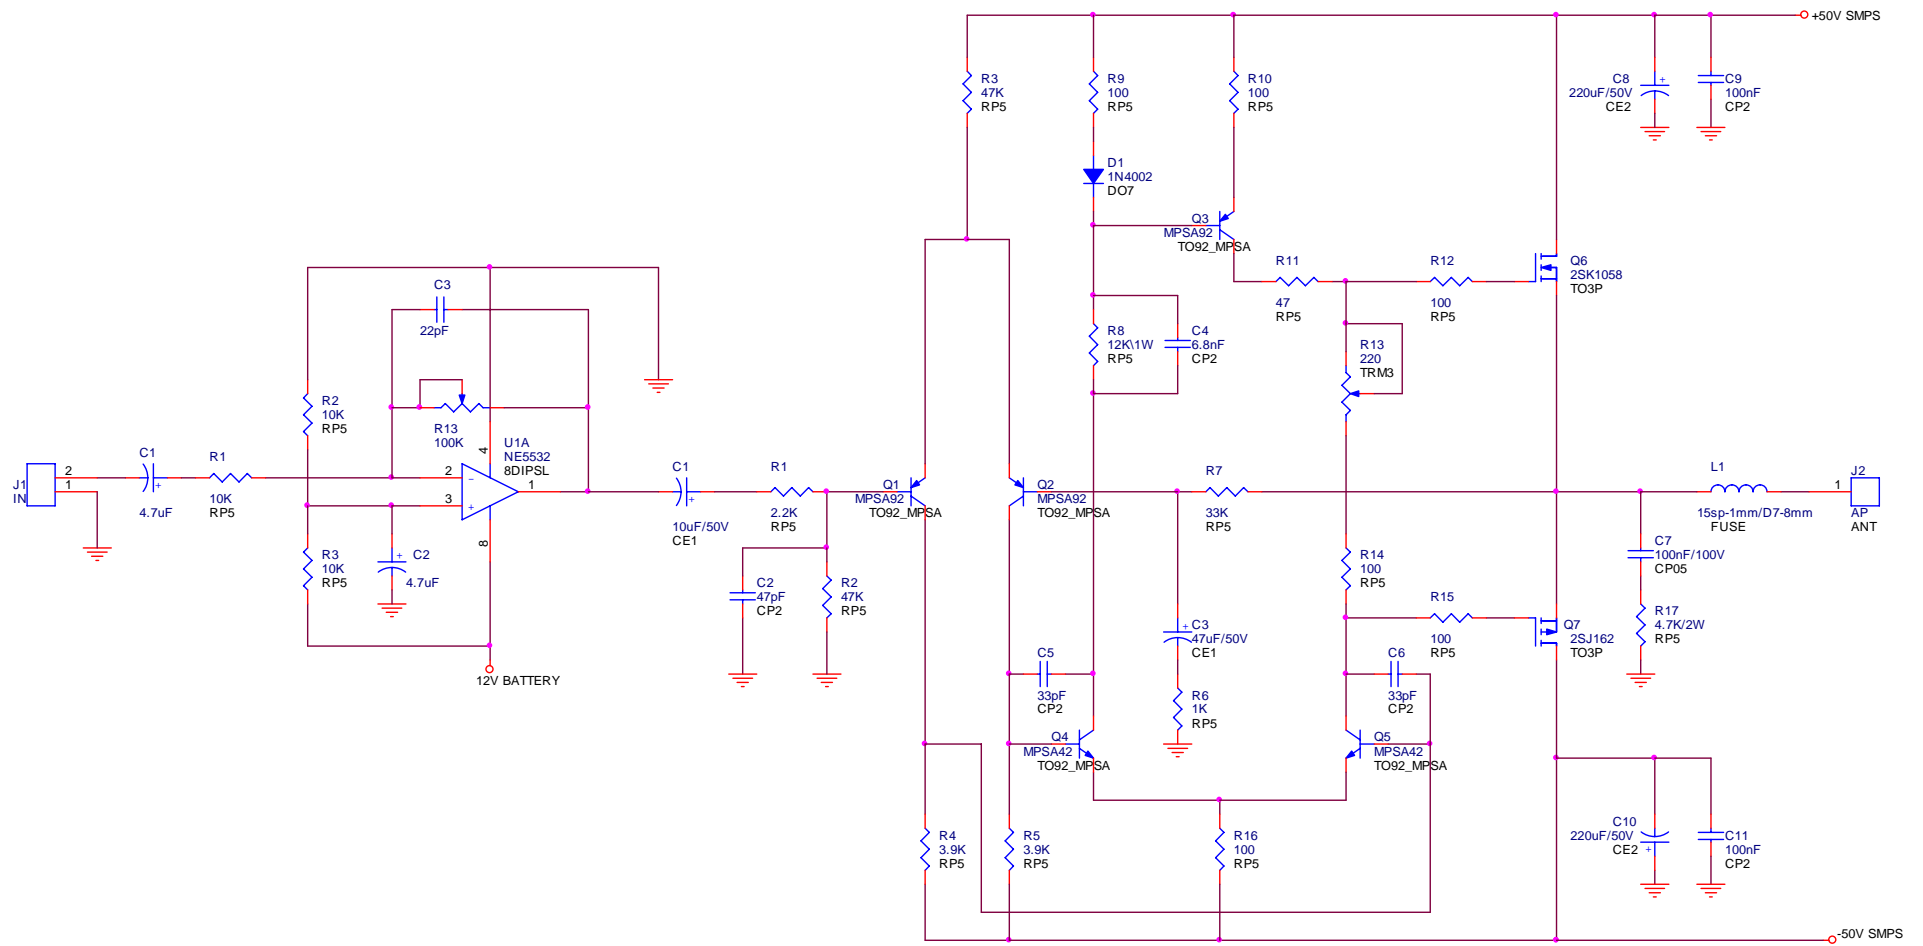 +50V SMPS
R3
47K
RP5
R9
100
RP5
R10
100
RP5
C8
+
220uF/50V
CE2
C9
100nF
CP2
D1
1N4002
DO7
Q3
MPSA92
TO92_MPSA
R11
47
RP5
R12
100
RP5
Q6
2SK1058
TO3P
C3
22pF
R8
12K\1W
RP5
C4
6.8nF
CP2
R13
220
TRM3
R2
10K
RP5
R13
100K
4
U1A
NE5532
8DIPSL
J1
IN
2
1
C1
+
4.7uF
R1
10K
RP5
2
-
3
+
1
8
C1
+
10uF/50V
CE1
R1
2.2K
RP5
Q1
MPSA92
TO92_MPSA
Q2
MPSA92
TO92_MPSA
R7
33K
RP5
L1
15sp-1mm/D7-8mm
FUSE
1
J2
AP
ANT
R3
10K
RP5
+
C2
4.7uF
12V BATTERY
C2
47pF
CP2
R2
47K
RP5
R14
100
RP5
C7
100nF/100V
CP05
R15
100
RP5
Q7
2SJ162
TO3P
R17
4.7K/2W
RP5
+
C3
47uF/50V
CE1
C5
33pF
CP2
R6
1K
RP5
C6
33pF
CP2
Q4
MPSA42
TO92_MPSA
Q5
MPSA42
TO92_MPSA
R4
3.9K
RP5
R5
3.9K
RP5
R16
100
RP5
C10
220uF/50V
CE2
+
C11
100nF
CP2
-50V SMPS